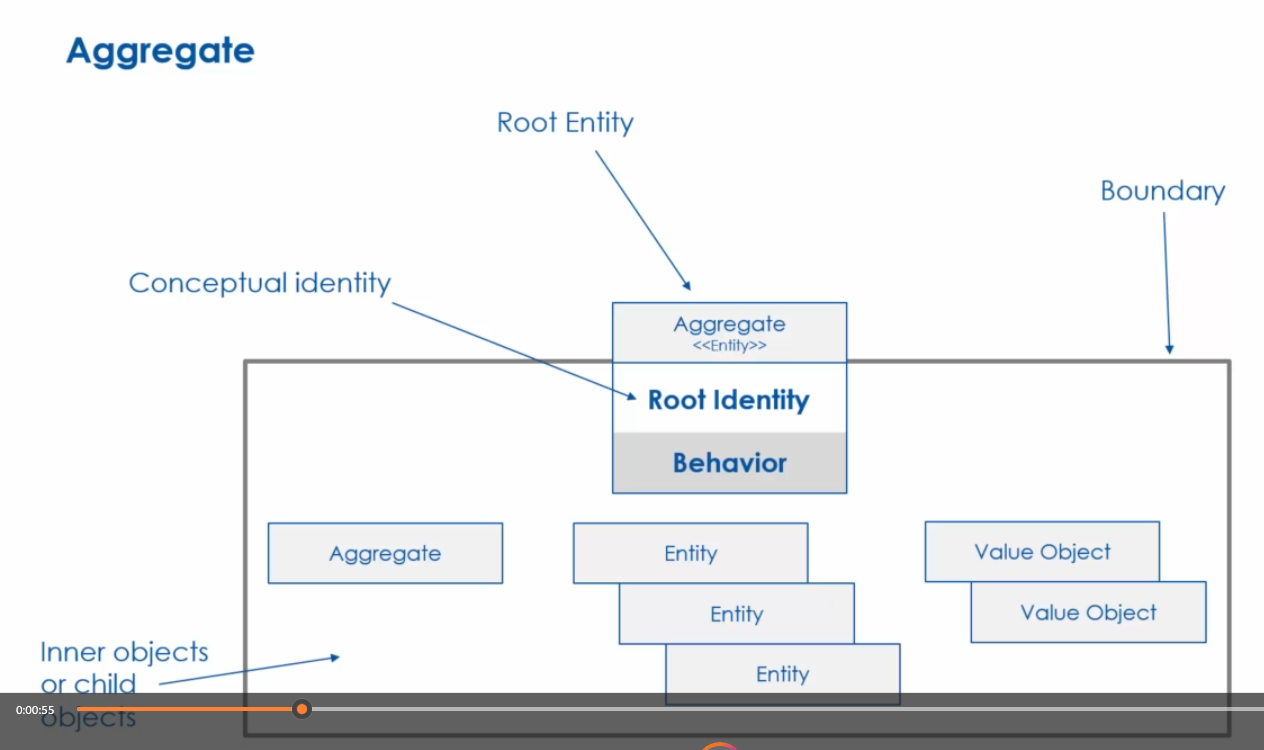 Aggregate
Root Entity
Boundary
Conceptual identity
Aggregate
<<Entity>>
Root Identity
Behavior
Aggregate
Entity
Value Object
Entity
Value Object
Inner objects
or child
objects
Entity
0:00:55